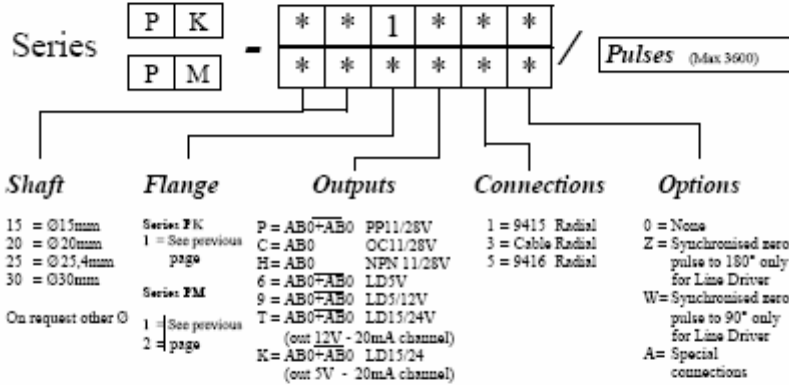 Series P K - * * 1 * * * / Pulses (Max 3600)
P M * * * * * *
Shaft
15 = Ø15mm
20 = Ø20mm
25 = Ø25,4mm
30 = Ø30mm
On request other Ø
Flange
Series PK
1 = See previous
page
Series PM
1 = See previous
2 = page
Outputs
P = AB0+A̅B̅0̅ PP11/28V
C = AB0 OC11/28V
H = AB0 NPN 11/28V
6 = AB0+A̅B̅0̅ LD5V
9 = AB0+A̅B̅0̅ LD5/12V
T = AB0+A̅B̅0̅ LD15/24V
(out 12V - 20mA channel)
K = AB0+A̅B̅0̅ LD15/24
(out 5V - 20mA channel)
Connections
1 = 9415 Radial
3 = Cable Radial
5 = 9416 Radial
Options
0 = None
Z = Synchronised zero
pulse to 180° only
for Line Driver
W= Synchronised zero
pulse to 90° only
for Line Driver
A= Special
connections